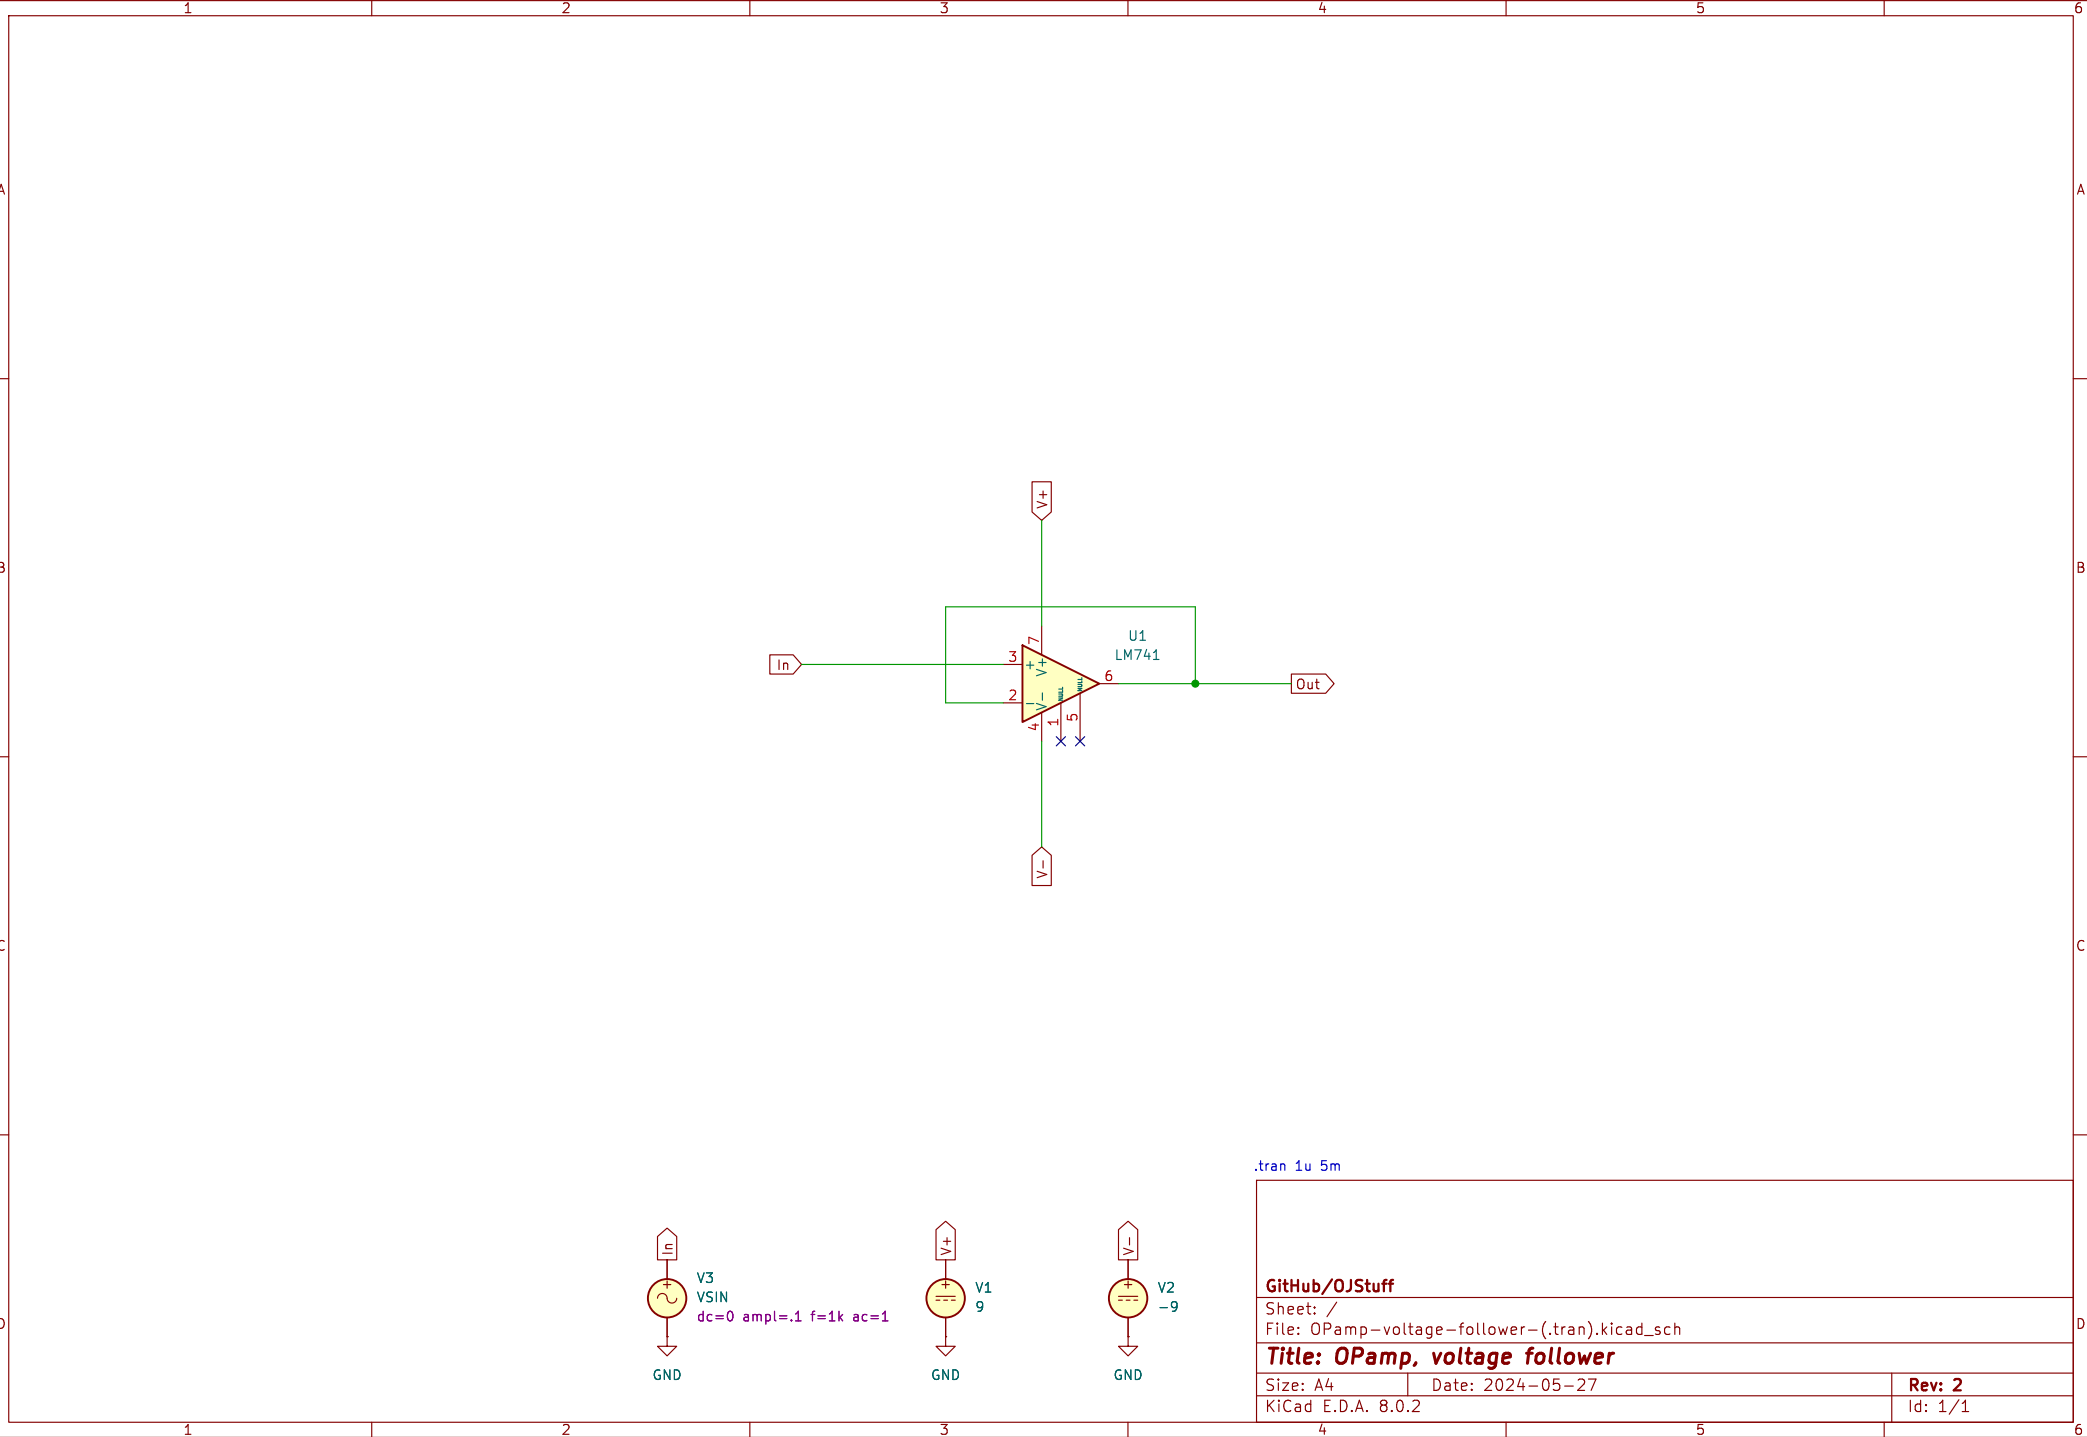 1 2 3 4 5 6
A A
V+
B B
7
U1
LM741
In 3 + V+ 6 Out
NULL NULL
2 - V-
4 1 5
V-
C C
.tran 1u 5m
In V+ V-
+ + +
V3
VSIN
dc=0 ampl=.1 f=1k ac=1
V1
9
V2
-9
GND GND GND
D D
GitHub/OJStuff
Sheet: /
File: OPamp-voltage-follower-(.tran).kicad_sch
Title: OPamp, voltage follower
Size: A4 Date: 2024-05-27 Rev: 2
KiCad E.D.A. 8.0.2 Id: 1/1
1 2 3 4 5 6